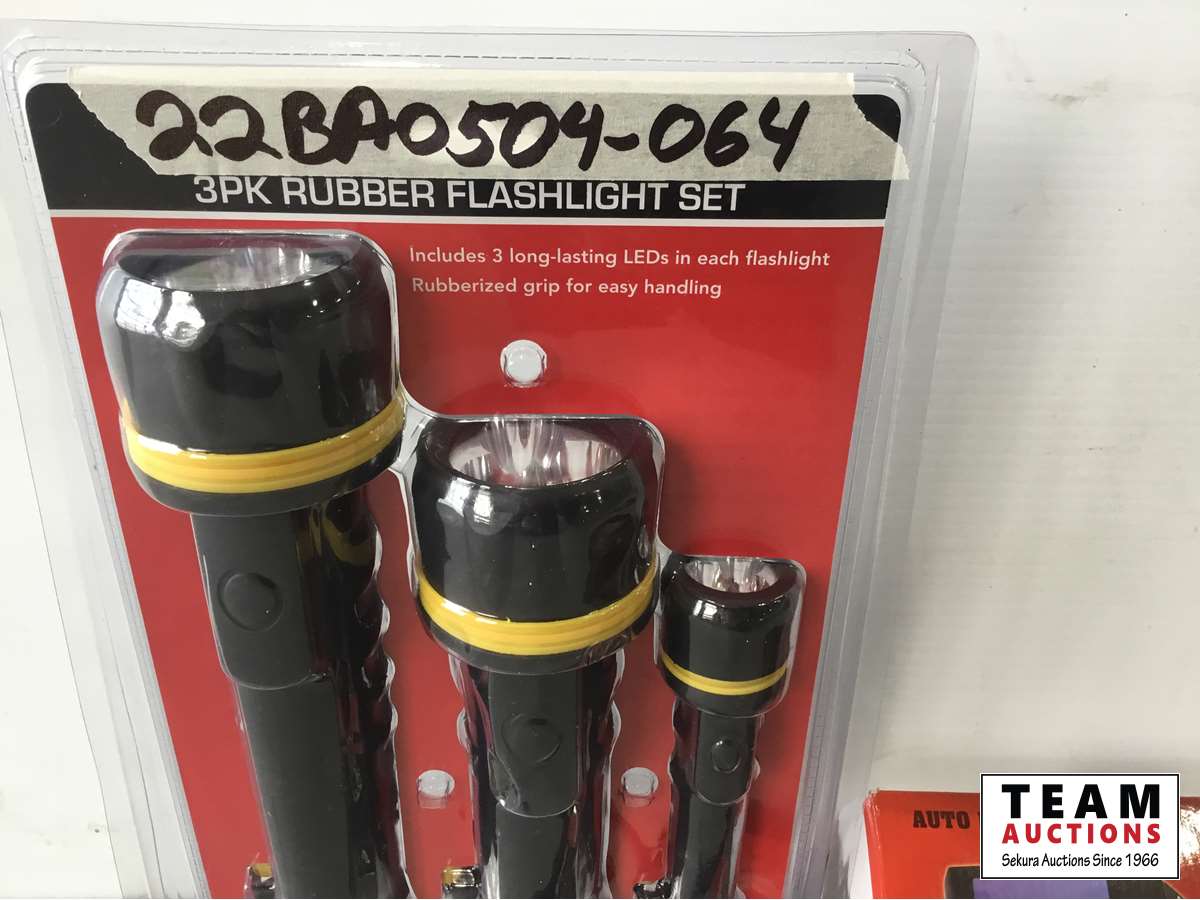 22BA0504-064
3PK RUBBER FLASHLIGHT SET
Includes 3 long-lasting LEDs in each flashlight
Rubberized grip for easy handling
AUTO
TEAM
AUCTIONS
Sekura Auctions Since 1966